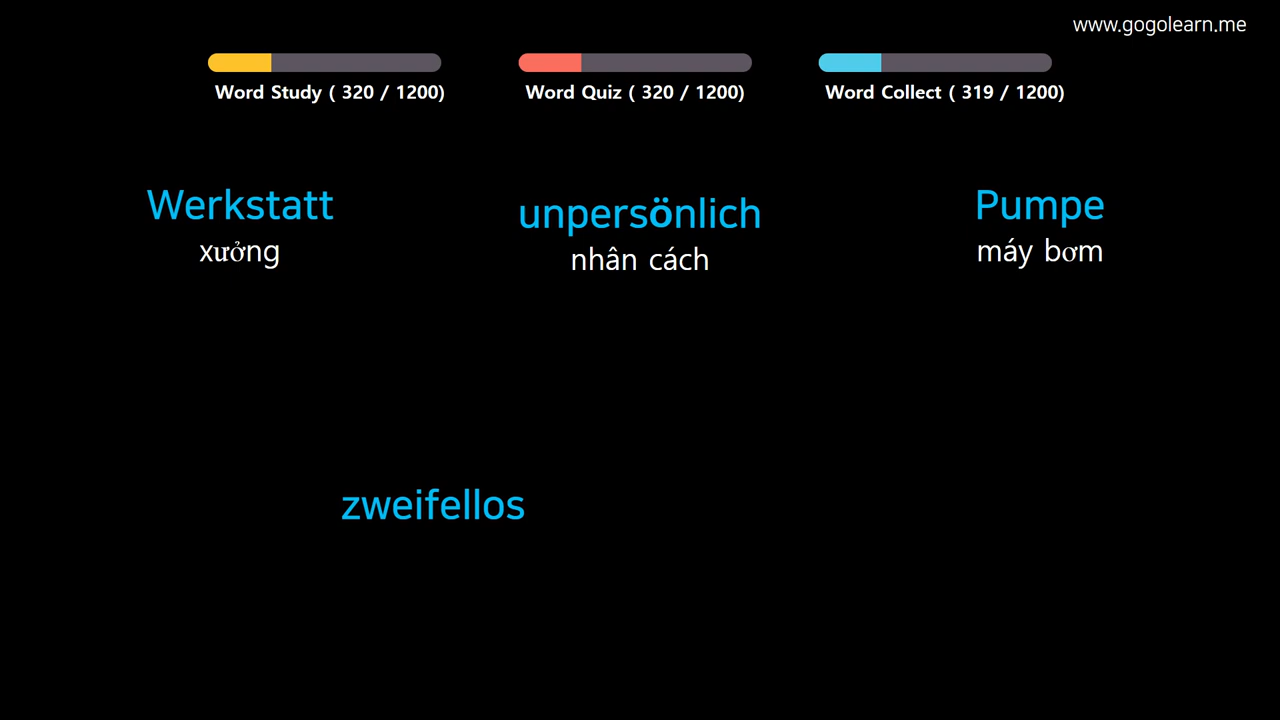 www.gogolearn.me
Word Study ( 320 / 1200)
Word Quiz ( 320 / 1200)
Word Collect ( 319 / 1200)
Werkstatt
xưởng
unpersönlich
nhân cách
Pumpe
máy bơm
zweifellos